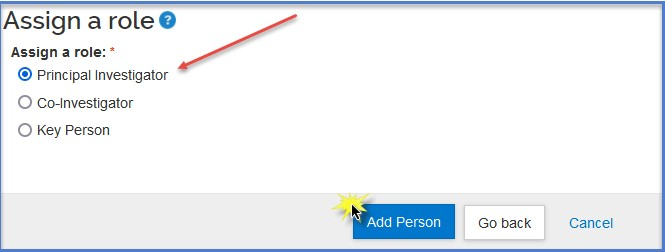 Assign a role ?
Assign a role: *
Principal Investigator
Co-Investigator
Key Person
Add Person Go back Cancel